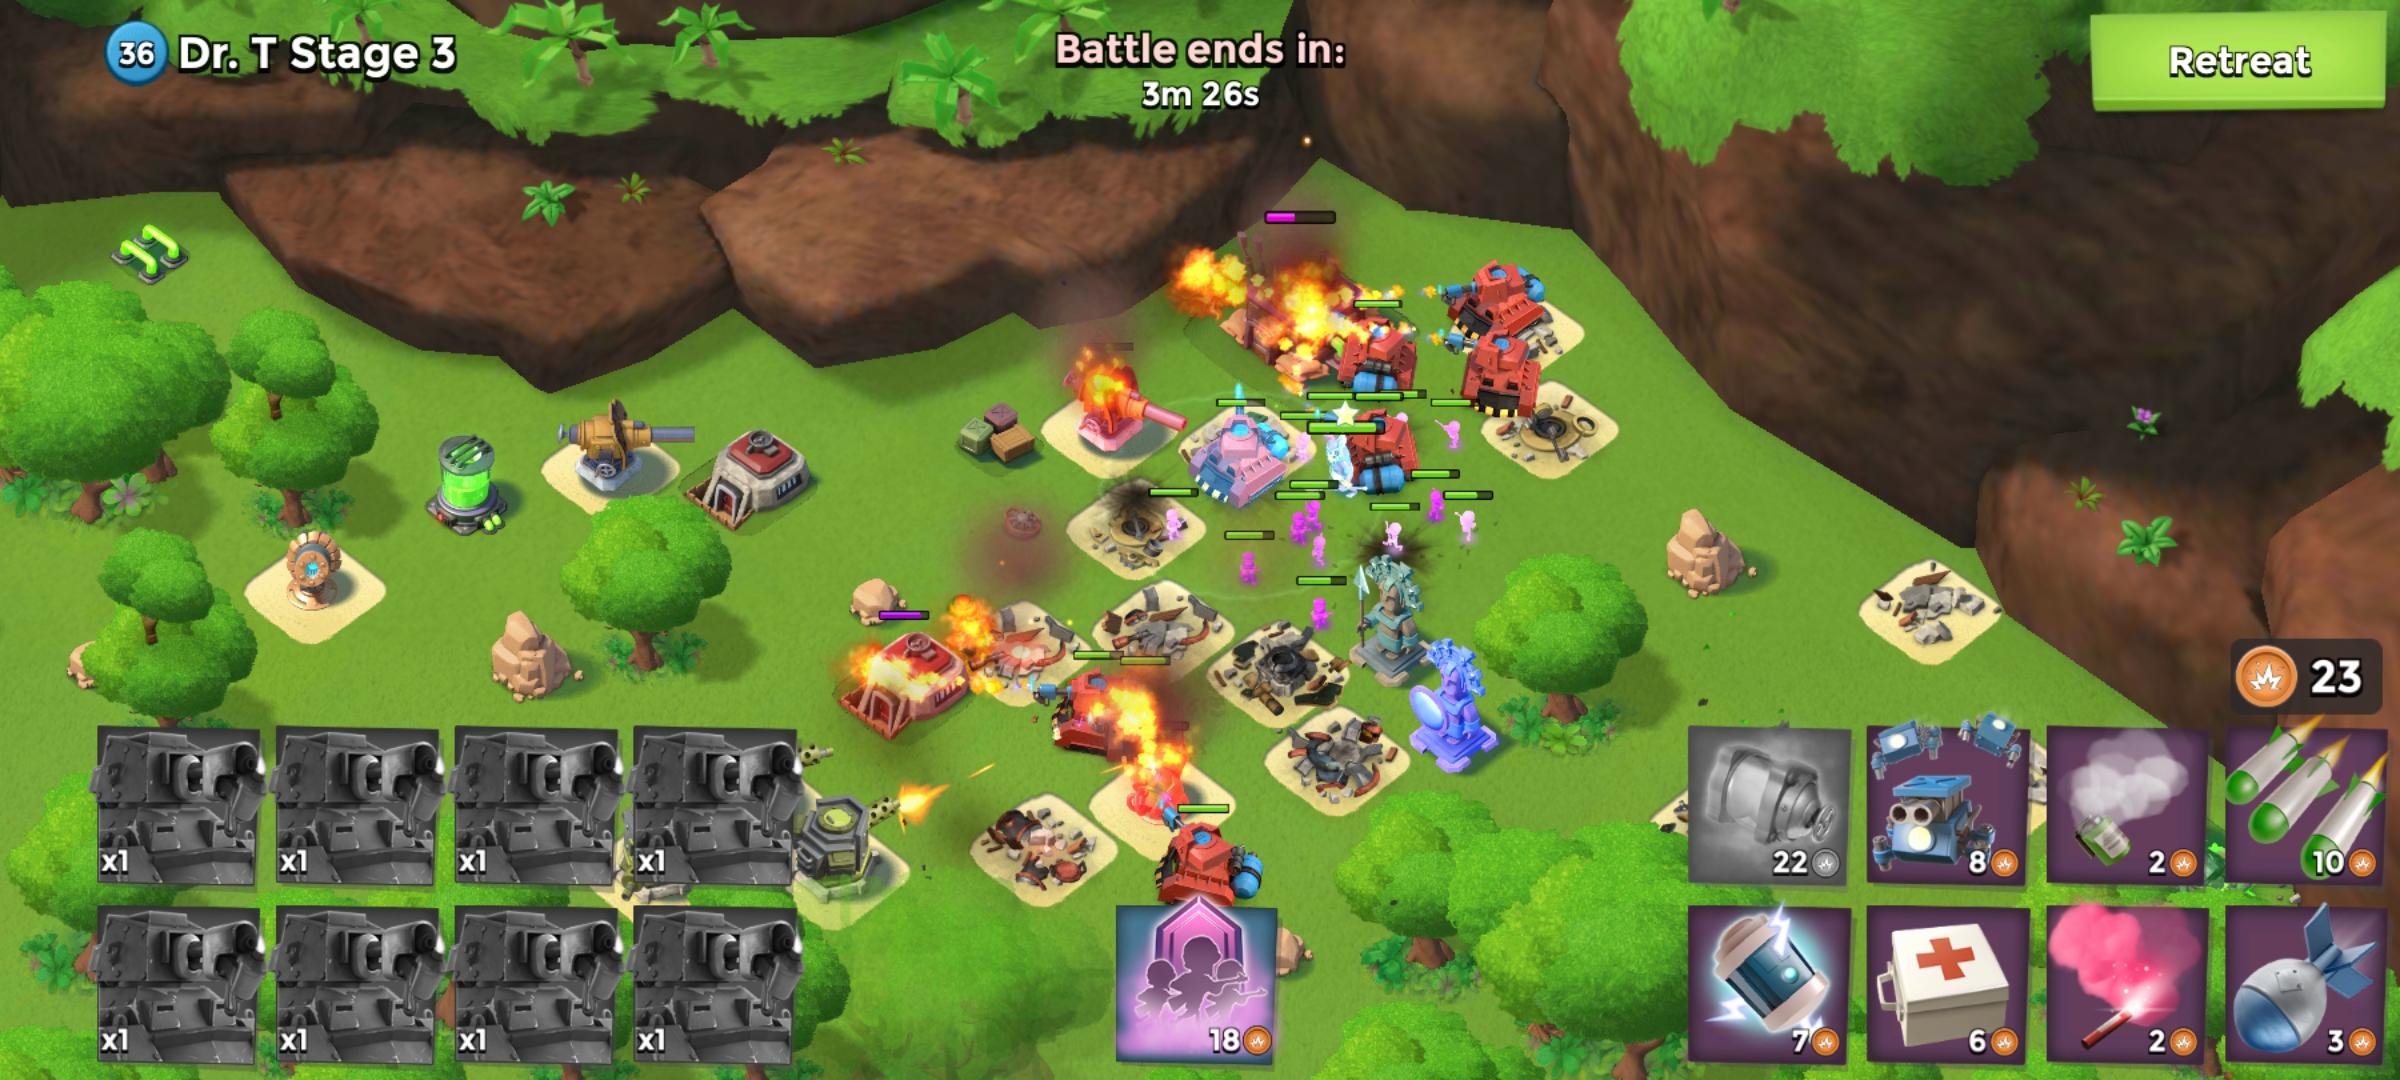 36 Dr. T Stage 3
Battle ends in:
3m 26s
Retreat
23
x1 x1 x1 x1
22 8 2 10
x1 x1 x1 x1
18
7 6 2 3